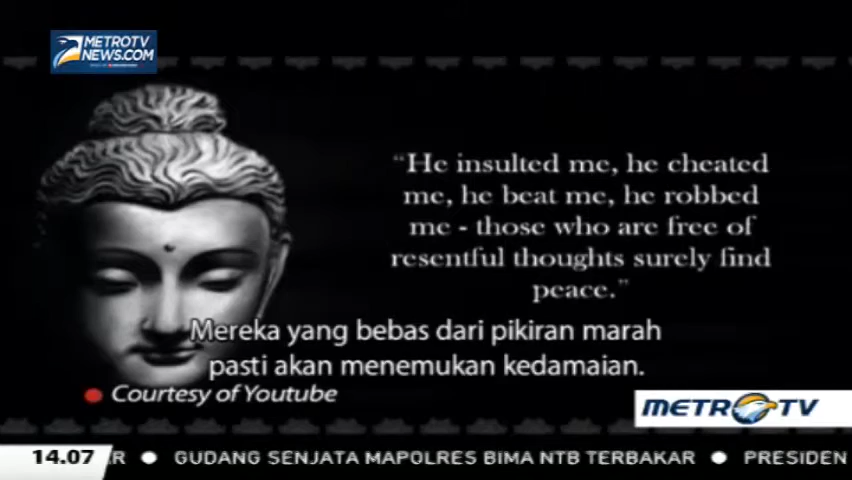 METROTV
NEWS.COM
“He insulted me, he cheated
me, he beat me, he robbed
me - those who are free of
resentful thoughts surely find
peace.”
Mereka yang bebas dari pikiran marah
pasti akan menemukan kedamaian.
Courtesy of Youtube
METRO TV
14.07 R ● GUDANG SENJATA MAPOLRES BIMA NTB TERBAKAR ● PRESIDEN